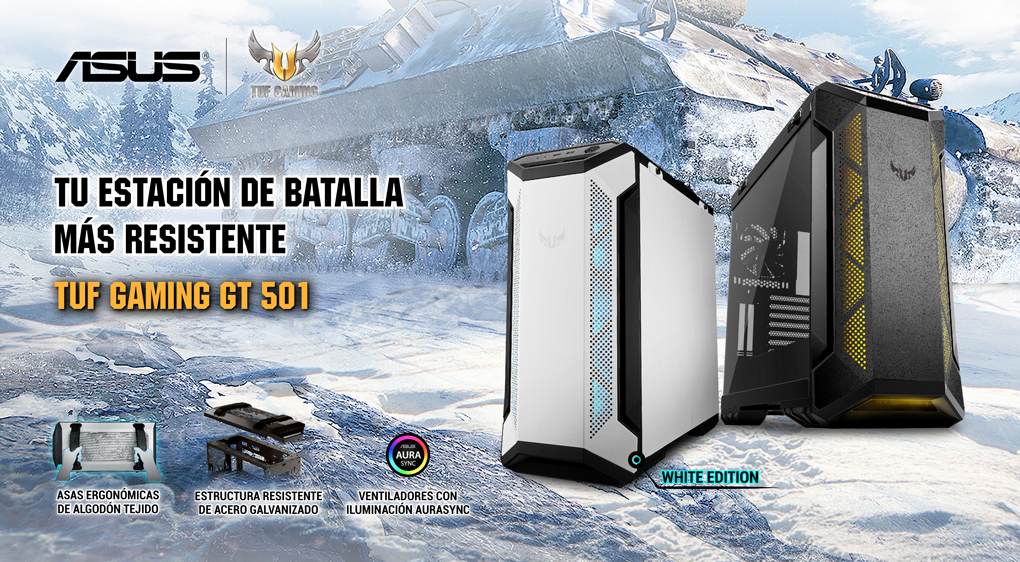 ASUS
TUF GAMING
TU ESTACIÓN DE BATALLA
MÁS RESISTENTE
TUF GAMING GT 501
ASAS ERGONÓMICAS
DE ALGODÓN TEJIDO
ESTRUCTURA RESISTENTE
DE ACERO GALVANIZADO
ASUS
AURA
SYNC
VENTILADORES CON
ILUMINACIÓN AURASYNC
WHITE EDITION